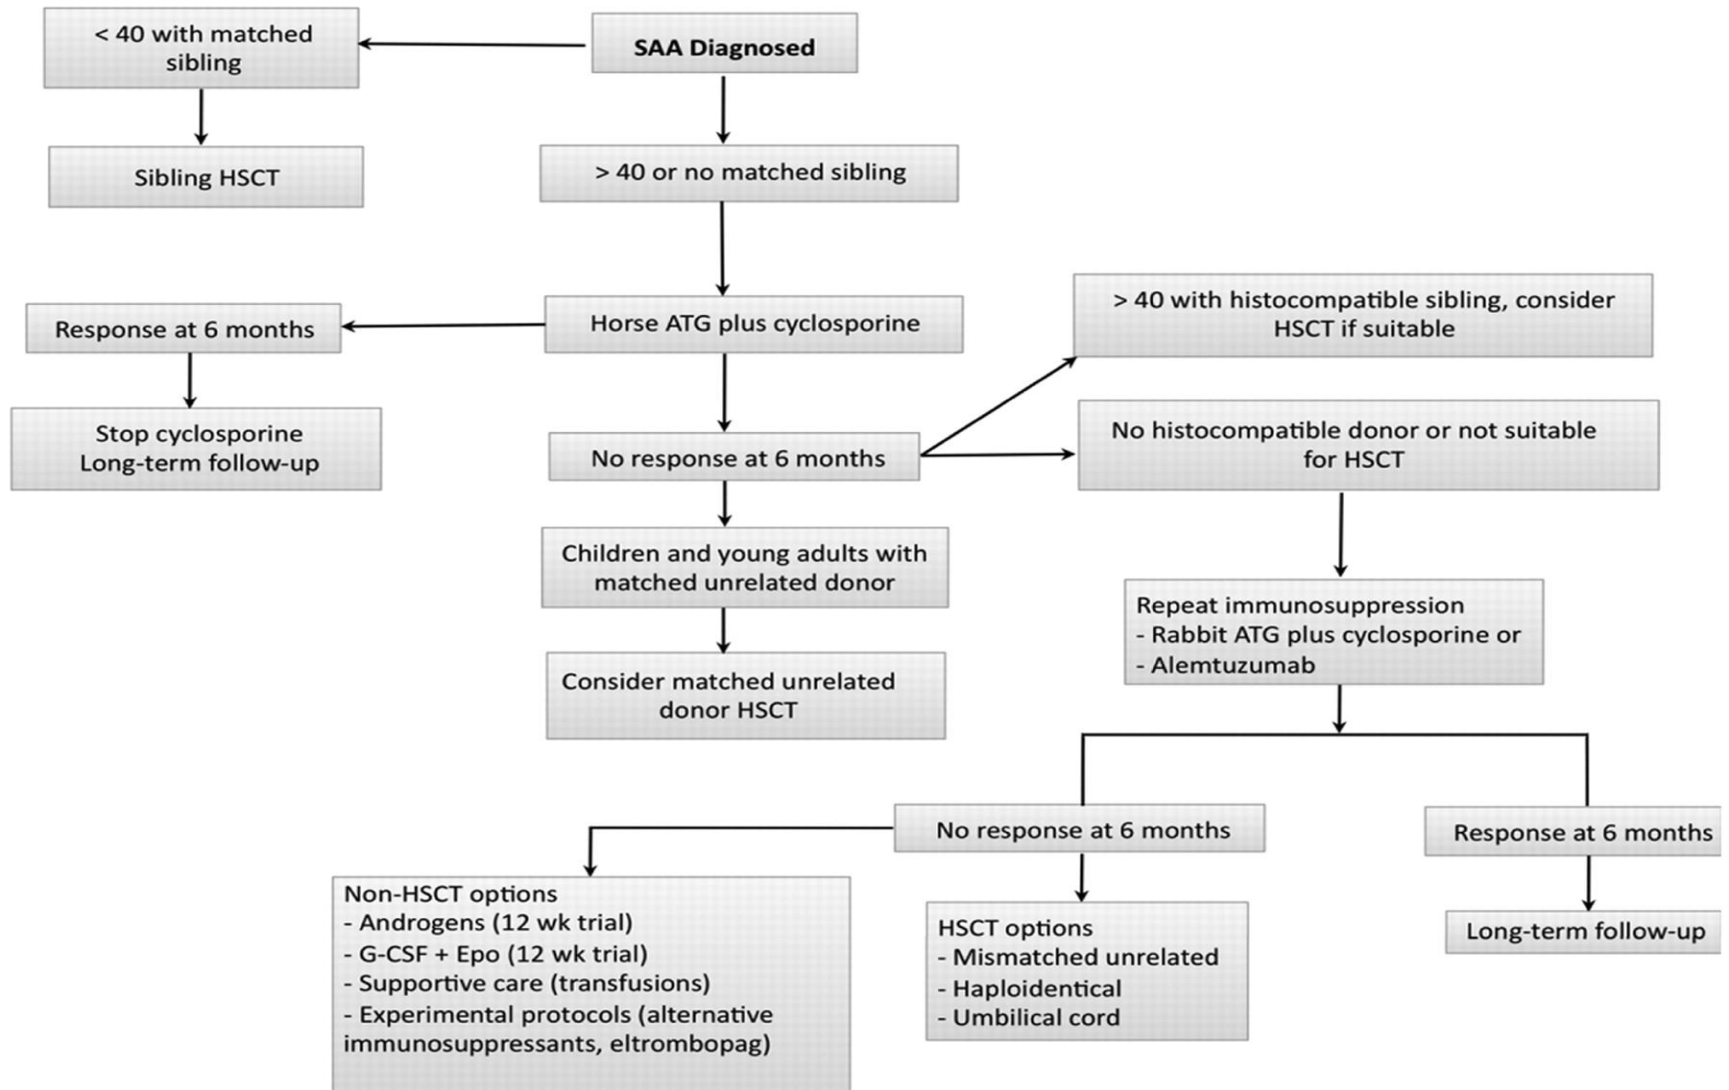 < 40 with matched
sibling
SAA Diagnosed
Sibling HSCT
> 40 or no matched sibling
Response at 6 months
Horse ATG plus cyclosporine
> 40 with histocompatible sibling, consider
HSCT if suitable
Stop cyclosporine
Long-term follow-up
No response at 6 months
No histocompatible donor or not suitable
for HSCT
Children and young adults with
matched unrelated donor
Consider matched unrelated
donor HSCT
Repeat immunosuppression
- Rabbit ATG plus cyclosporine or
- Alemtuzumab
No response at 6 months
Response at 6 months
Non-HSCT options
- Androgens (12 wk trial)
- G-CSF + Epo (12 wk trial)
- Supportive care (transfusions)
- Experimental protocols (alternative
immunosuppressants, eltrombopag)
HSCT options
- Mismatched unrelated
- Haploidentical
- Umbilical cord
Long-term follow-up